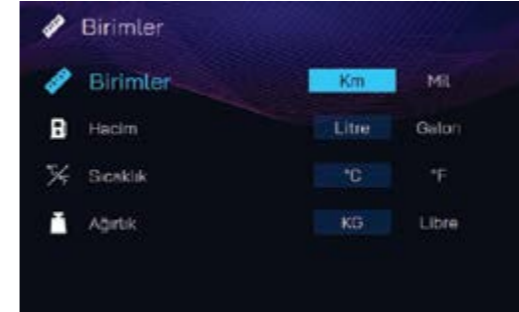 Birimler
Birimler Km Mil
Hacim Litre Galon
Sıcaklık °C °F
Ağırlık KG Libre